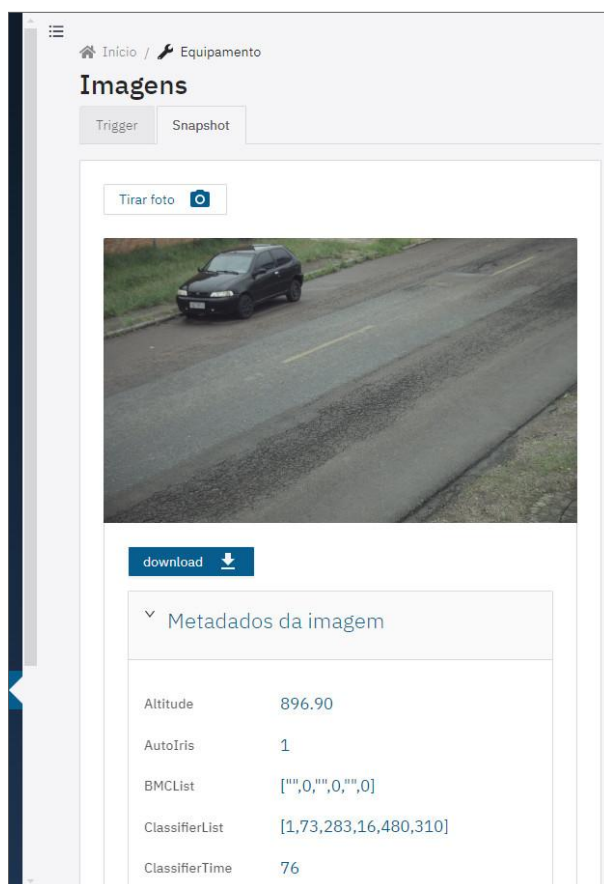 Início / Equipamento
Imagens
Trigger Snapshot
Tirar foto
download
Metadados da imagem
Altitude 896.90
AutoIris 1
BMCList ["",0,"",0,"",0]
ClassifierList [1,73,283,16,480,310]
ClassifierTime 76